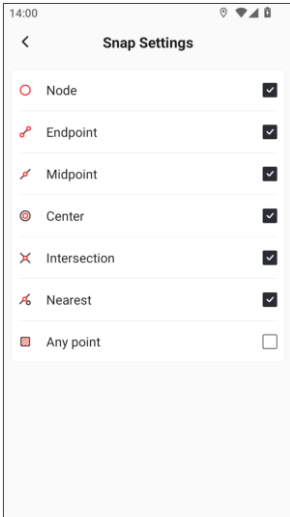 14:00
Snap Settings
Node
Endpoint
Midpoint
Center
Intersection
Nearest
Any point